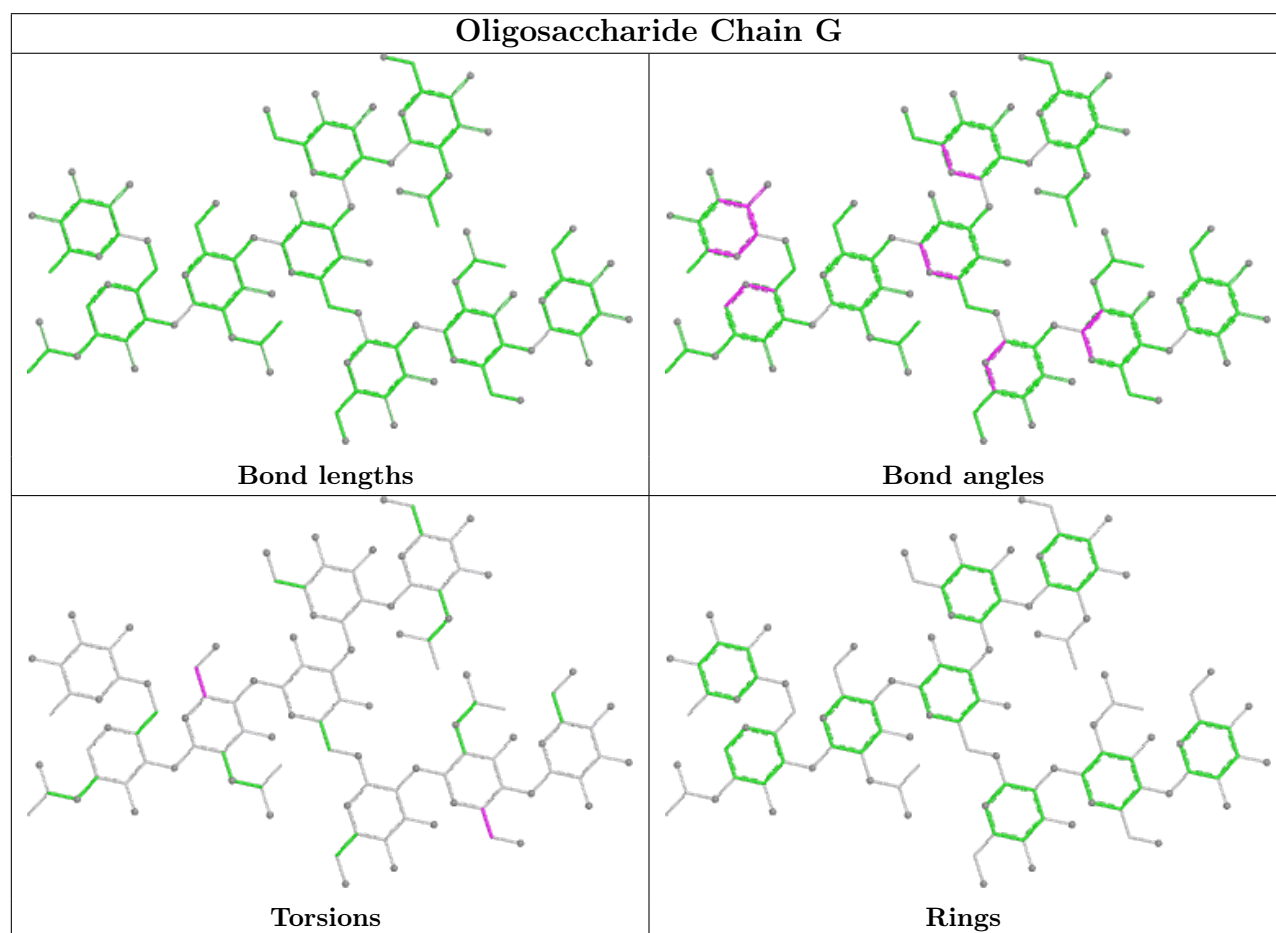 Oligosaccharide Chain G
Bond lengths
Bond angles
Torsions
Rings